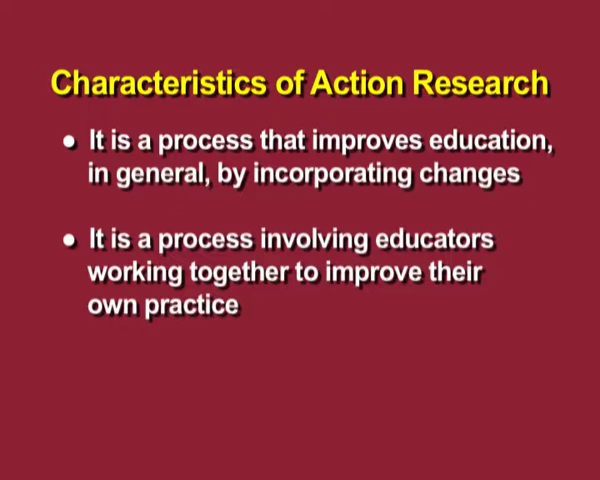 Characteristics of Action Research
● It is a process that improves education,
in general, by incorporating changes
● It is a process involving educators
working together to improve their
own practice